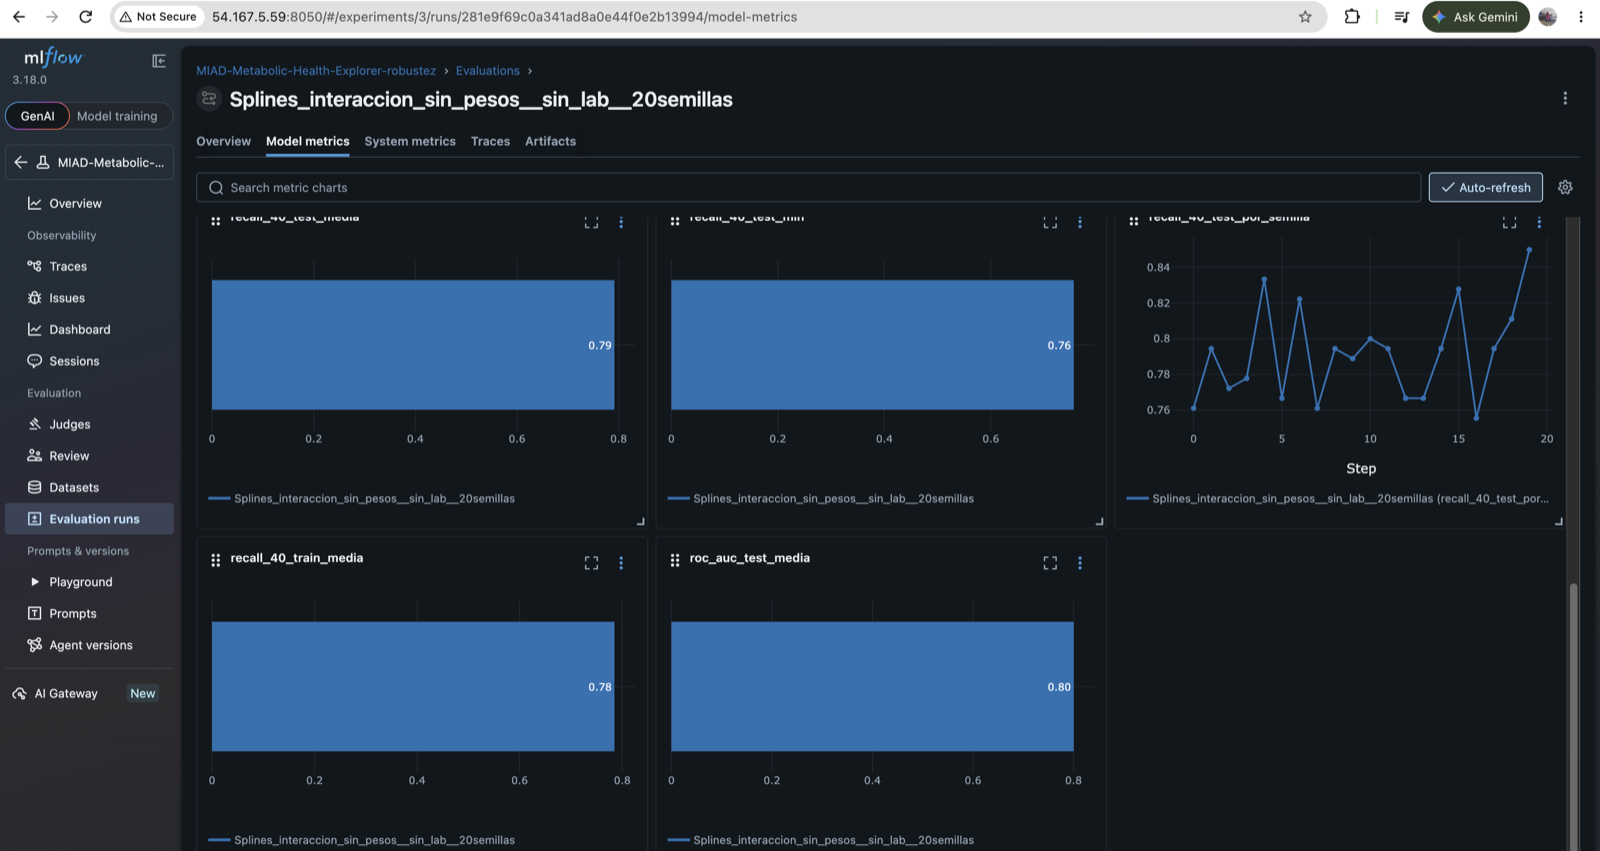 Not Secure
54.167.5.59:8050/#/experiments/3/runs/281e9f69c0a341ad8a0e44f0e2b13994/model-metrics
Ask Gemini
mlflow
3.18.0
GenAI
Model training
MIAD-Metabolic-...
Overview
Observability
Traces
Issues
Dashboard
Sessions
Evaluation
Judges
Review
Datasets
Evaluation runs
Prompts & versions
Playground
Prompts
Agent versions
AI Gateway
New
MIAD-Metabolic-Health-Explorer-robustez > Evaluations >
Splines_interaccion_sin_pesos__sin_lab__20semillas
Overview
Model metrics
System metrics
Traces
Artifacts
Search metric charts
Auto-refresh
recall_40_test_media
0.79
0 0.2 0.4 0.6 0.8
Splines_interaccion_sin_pesos__sin_lab__20semillas
recall_40_test_min
0.76
0 0.2 0.4 0.6
Splines_interaccion_sin_pesos__sin_lab__20semillas
recall_40_test_por_semilla
0.84
0.82
0.8
0.78
0.76
0 5 10 15 20
Step
Splines_interaccion_sin_pesos__sin_lab__20semillas (recall_40_test_por...
recall_40_train_media
0.78
0 0.2 0.4 0.6 0.8
Splines_interaccion_sin_pesos__sin_lab__20semillas
roc_auc_test_media
0.80
0 0.2 0.4 0.6 0.8
Splines_interaccion_sin_pesos__sin_lab__20semillas